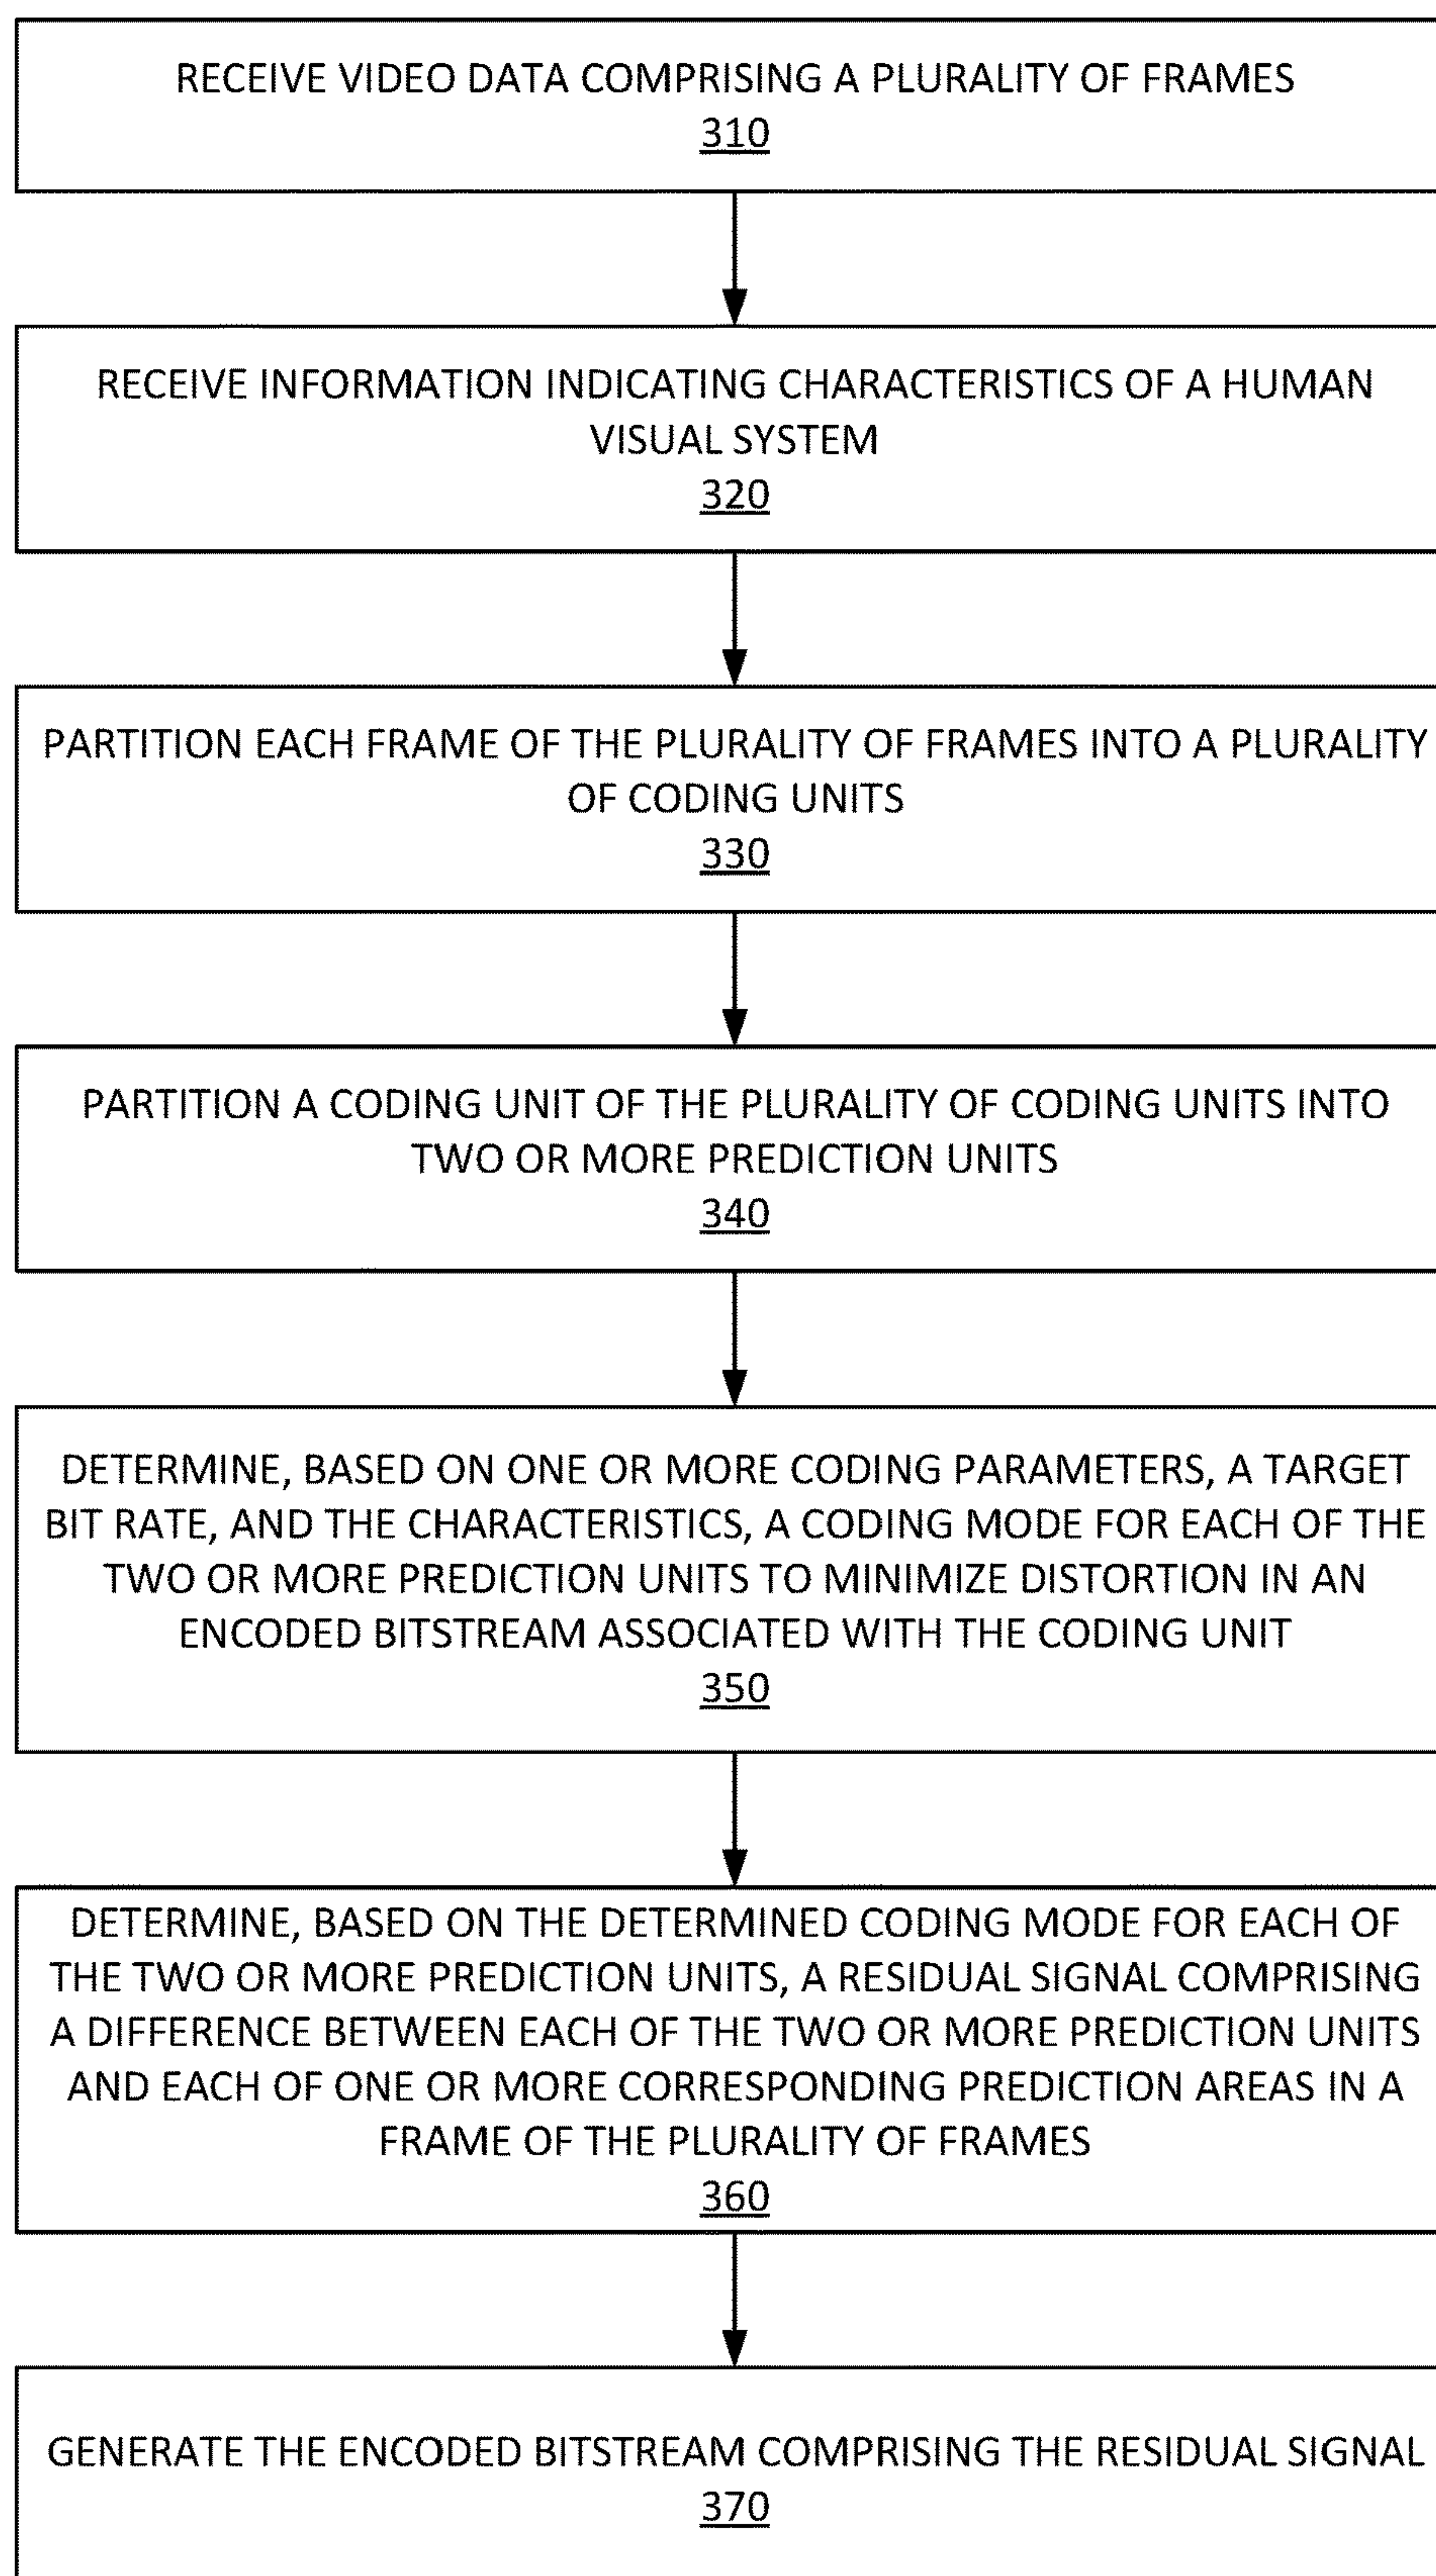 RECEIVE VIDEO DATA COMPRISING A PLURALITY OF FRAMES
310
RECEIVE INFORMATION INDICATING CHARACTERISTICS OF A HUMAN
VISUAL SYSTEM
320
PARTITION EACH FRAME OF THE PLURALITY OF FRAMES INTO A PLURALITY
OF CODING UNITS
330
PARTITION A CODING UNIT OF THE PLURALITY OF CODING UNITS INTO
TWO OR MORE PREDICTION UNITS
340
DETERMINE, BASED ON ONE OR MORE CODING PARAMETERS, A TARGET
BIT RATE, AND THE CHARACTERISTICS, A CODING MODE FOR EACH OF THE
TWO OR MORE PREDICTION UNITS TO MINIMIZE DISTORTION IN AN
ENCODED BITSTREAM ASSOCIATED WITH THE CODING UNIT
350
DETERMINE, BASED ON THE DETERMINED CODING MODE FOR EACH OF
THE TWO OR MORE PREDICTION UNITS, A RESIDUAL SIGNAL COMPRISING
A DIFFERENCE BETWEEN EACH OF THE TWO OR MORE PREDICTION UNITS
AND EACH OF ONE OR MORE CORRESPONDING PREDICTION AREAS IN A
FRAME OF THE PLURALITY OF FRAMES
360
GENERATE THE ENCODED BITSTREAM COMPRISING THE RESIDUAL SIGNAL
370